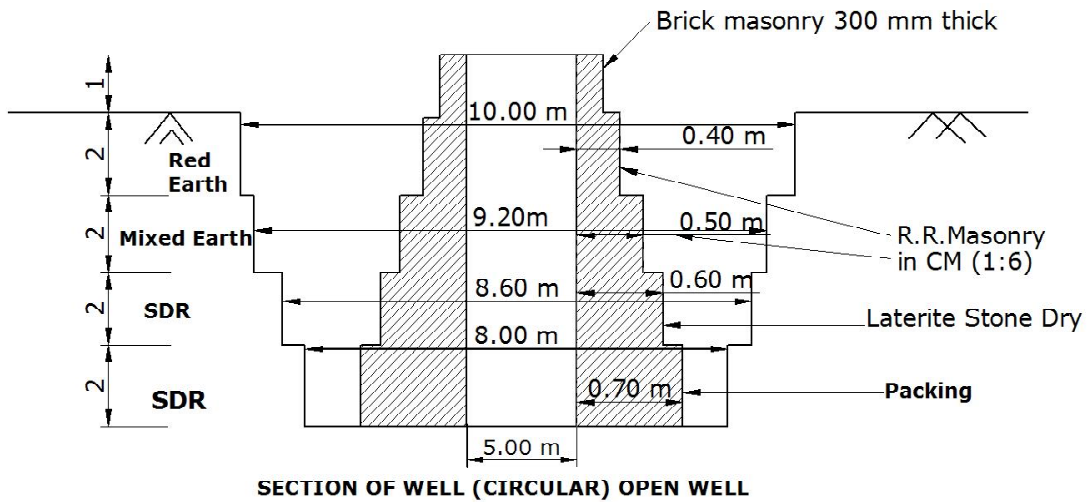 Brick masonry 300 mm thick
1
10.00 m
2
Red
Earth
0.40 m
2
Mixed Earth
9.20m
0.50 m
R.R.Masonry
in CM (1:6)
2
SDR
8.60 m
0.60 m
Laterite Stone Dry
8.00 m
2
SDR
0.70 m
Packing
5.00 m
SECTION OF WELL (CIRCULAR) OPEN WELL